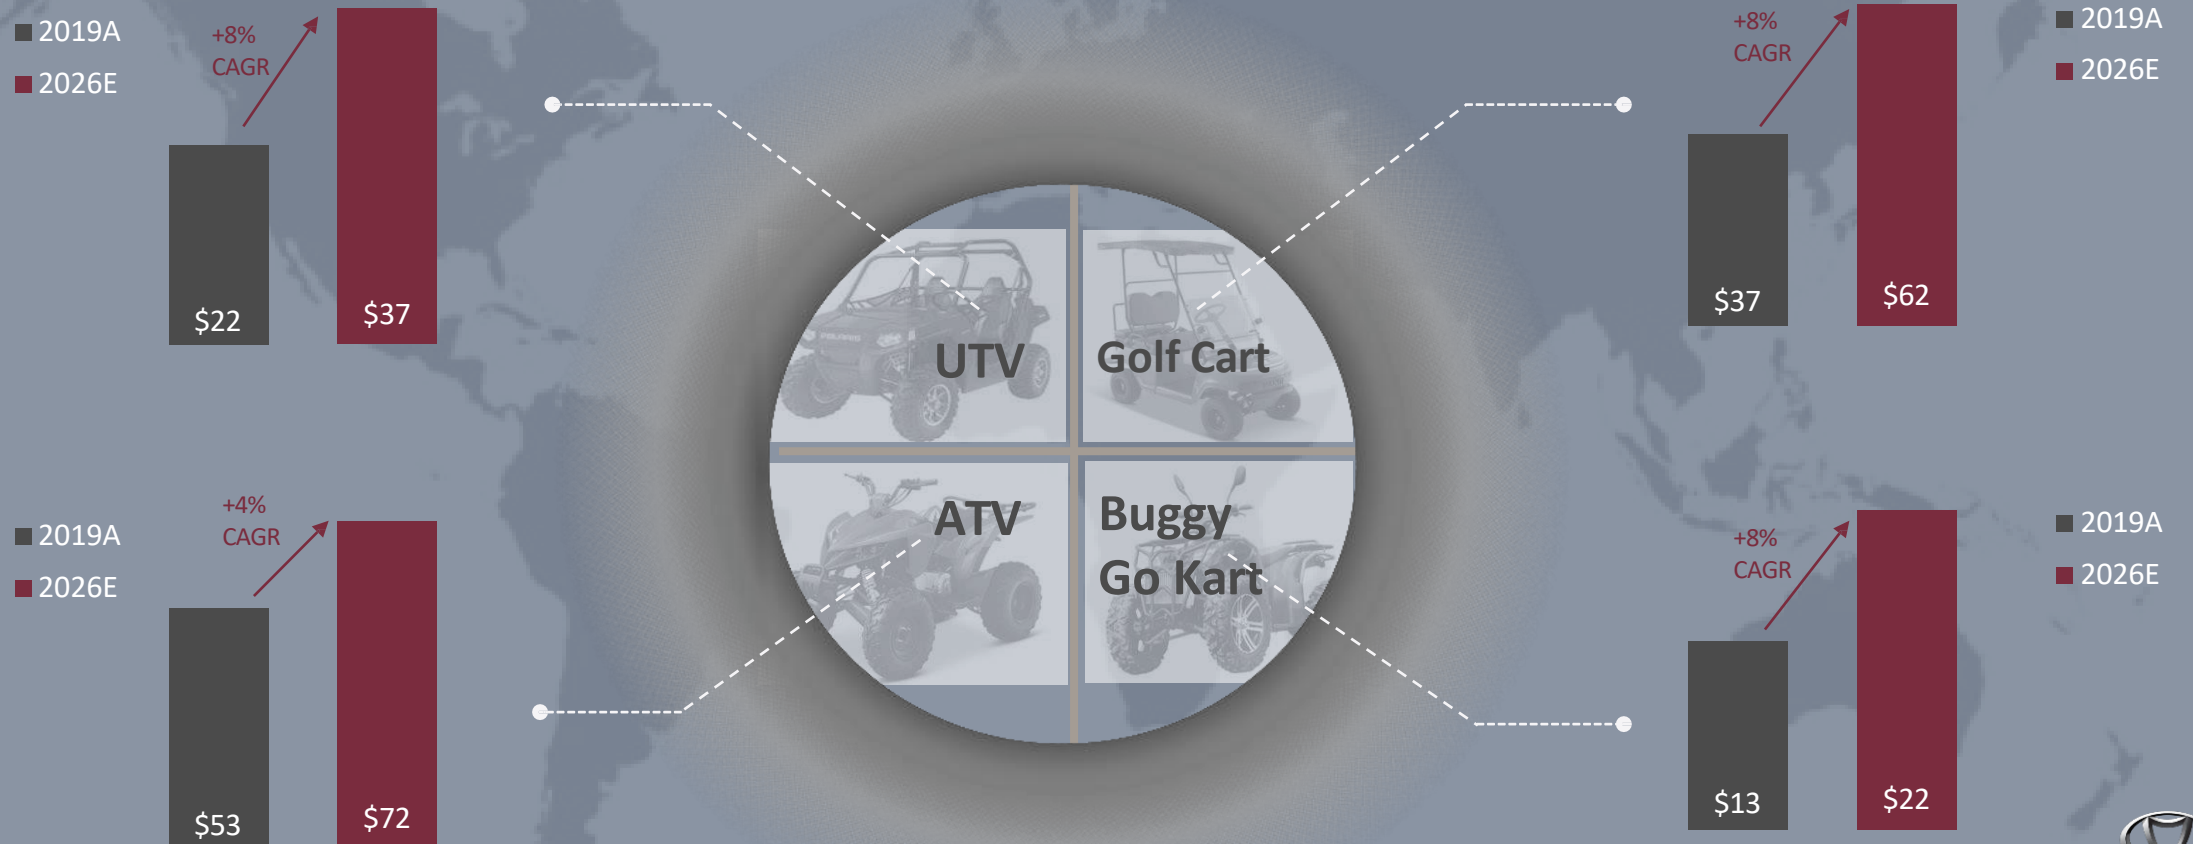 2019A
2026E
+8%
CAGR
$22
$37
+8%
CAGR
$37
$62
2019A
2026E
UTV
Golf Cart
ATV
Buggy
Go Kart
POLARIS
2019A
2026E
+4%
CAGR
$53
$72
+8%
CAGR
$13
$22
2019A
2026E